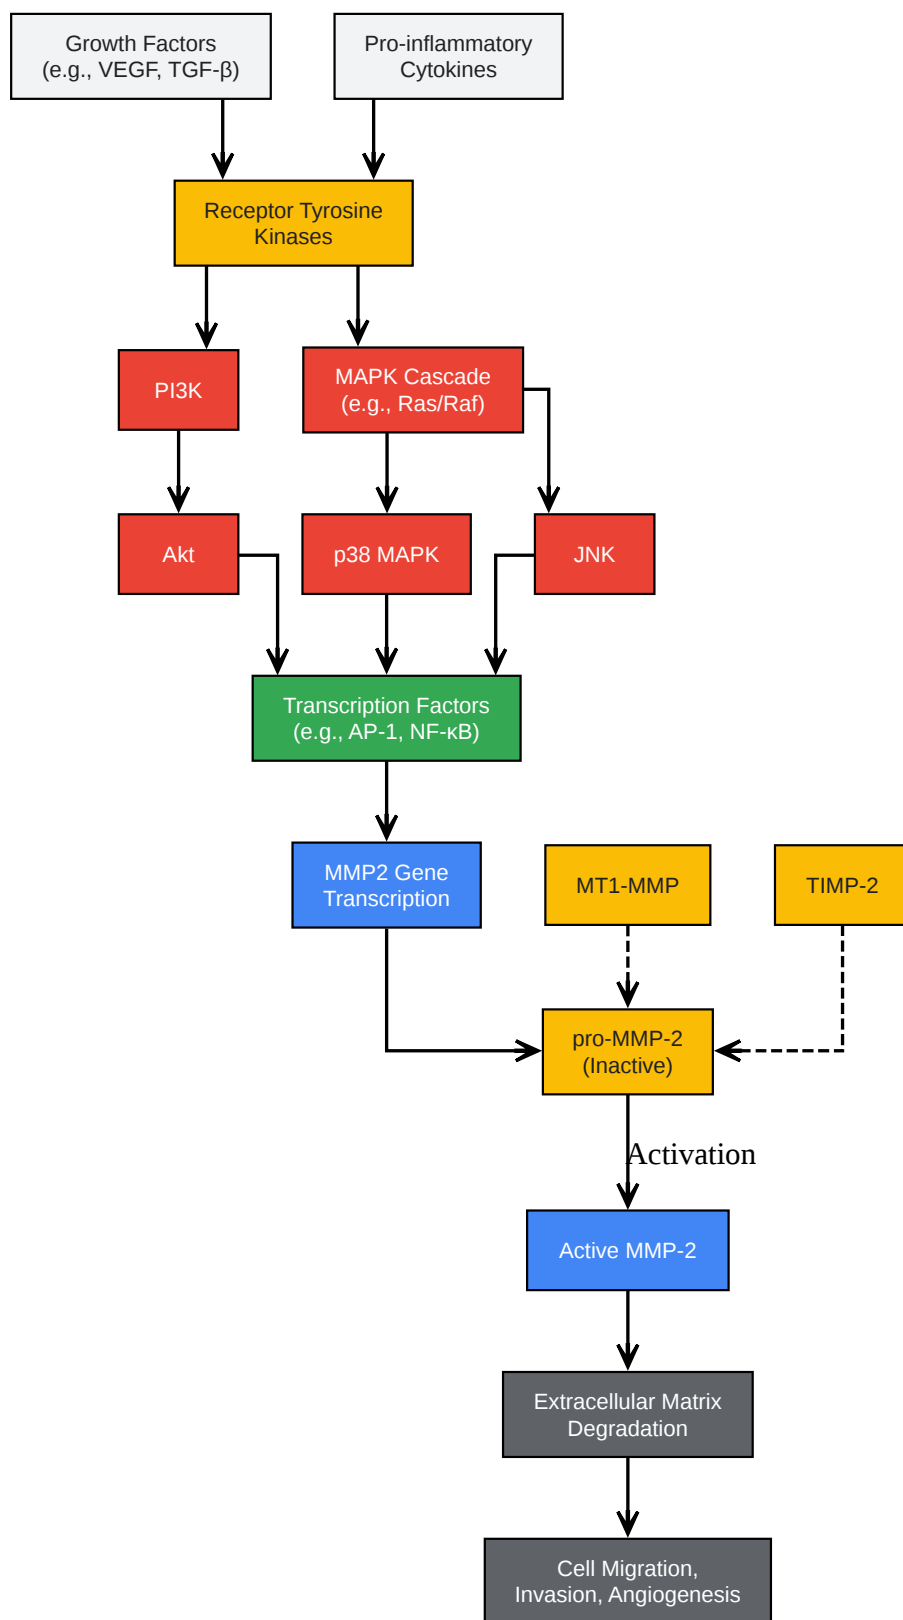 Growth Factors
(e.g., VEGF, TGF-β)
Pro-inflammatory
Cytokines
Receptor Tyrosine
Kinases
PI3K
MAPK Cascade
(e.g., Ras/Raf)
Akt
p38 MAPK
JNK
Transcription Factors
(e.g., AP-1, NF-κB)
MMP2 Gene
Transcription
MT1-MMP
TIMP-2
pro-MMP-2
(Inactive)
Activation
Active MMP-2
Extracellular Matrix
Degradation
Cell Migration,
Invasion, Angiogenesis